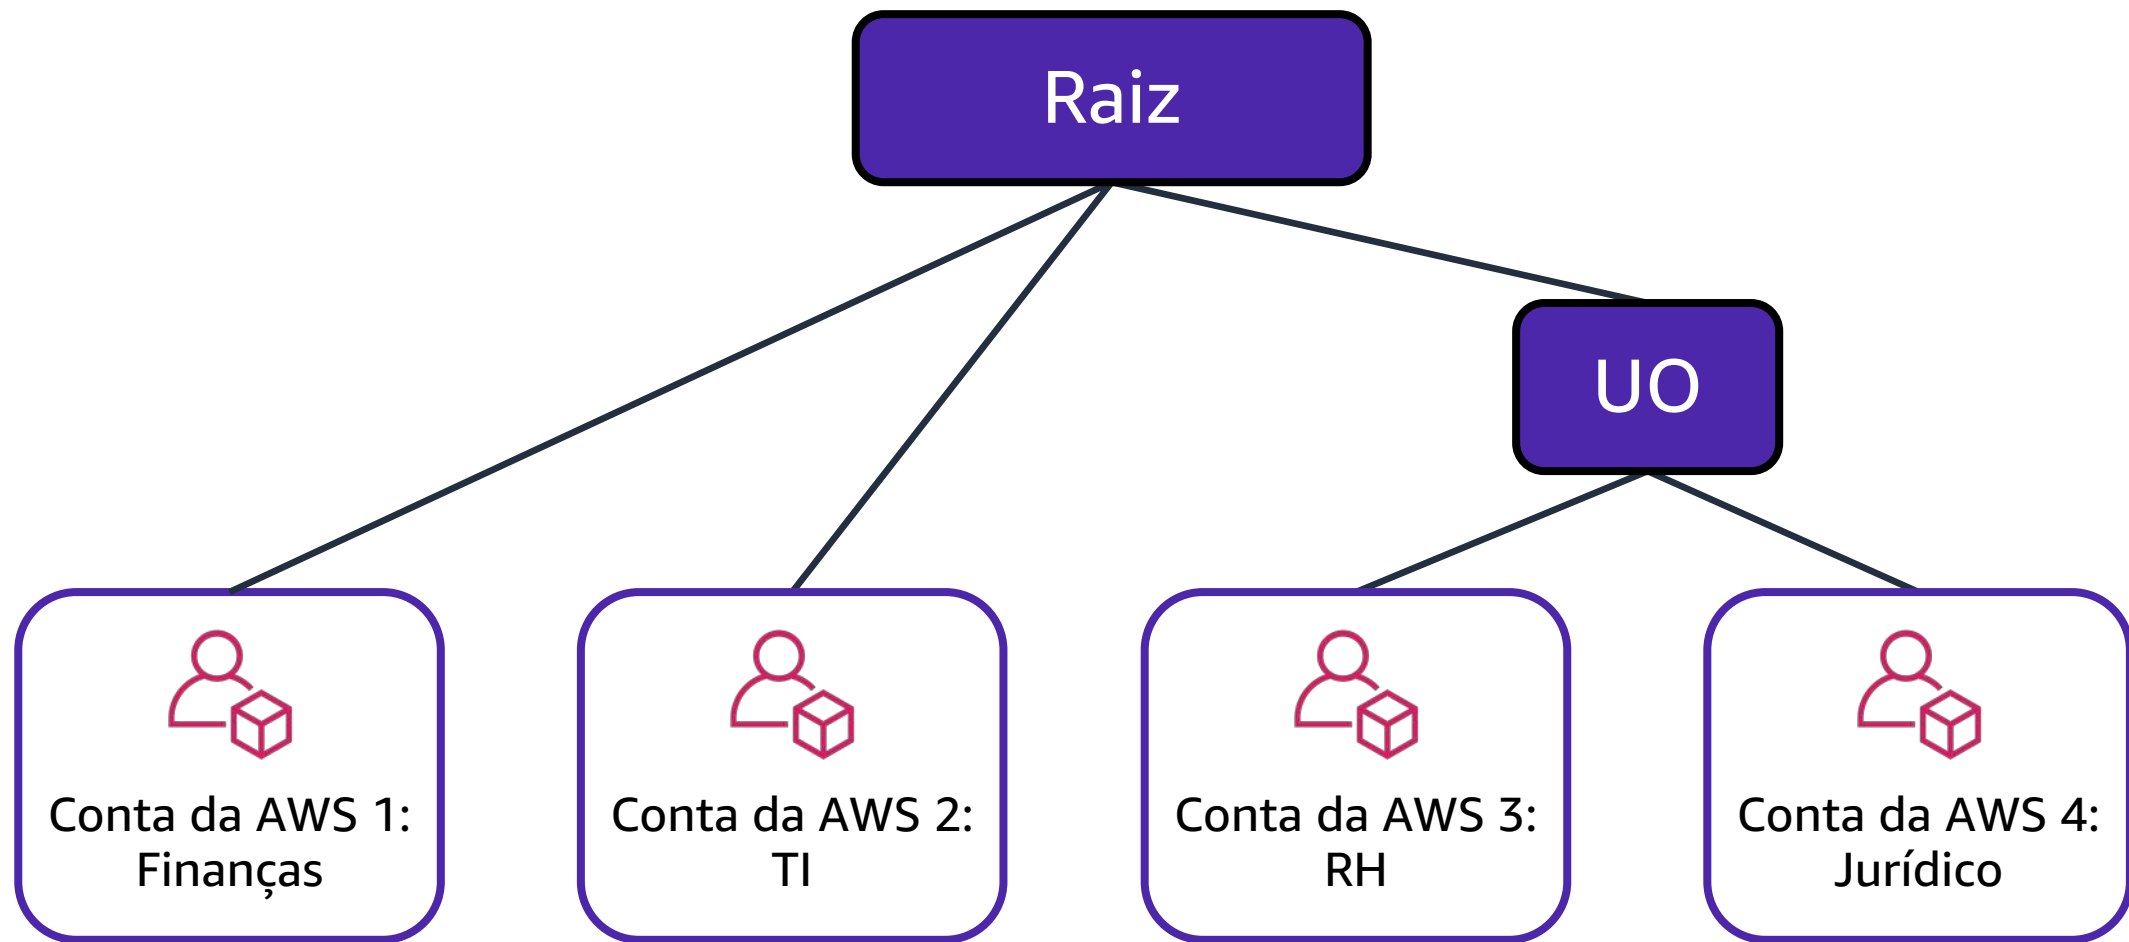 Raiz
UO
Conta da AWS 1:
Finanças
Conta da AWS 2:
TI
Conta da AWS 3:
RH
Conta da AWS 4:
Jurídico